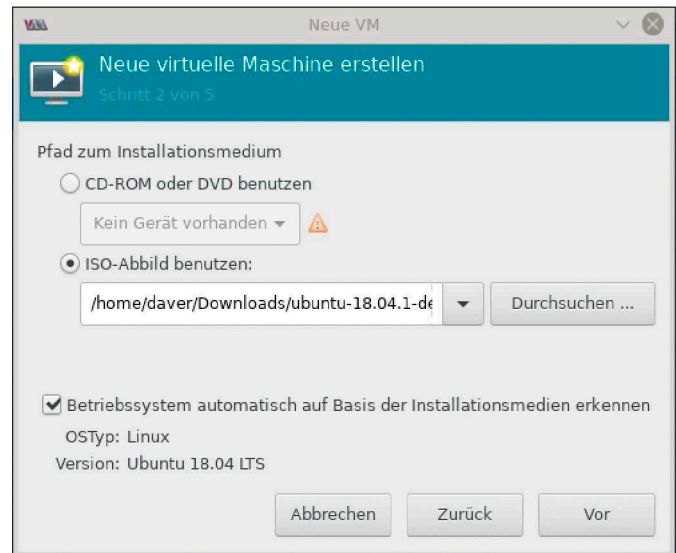 Neue VM
Neue virtuelle Maschine erstellen
Schritt 2 von 5
Pfad zum Installationsmedium
CD-ROM oder DVD benutzen
Kein Gerät vorhanden
ISO-Abbild benutzen:
/home/daver/Downloads/ubuntu-18.04.1-de
Durchsuchen ...
Betriebssystem automatisch auf Basis der Installationsmedien erkennen
OSTyp: Linux
Version: Ubuntu 18.04 LTS
Abbrechen Zurück Vor